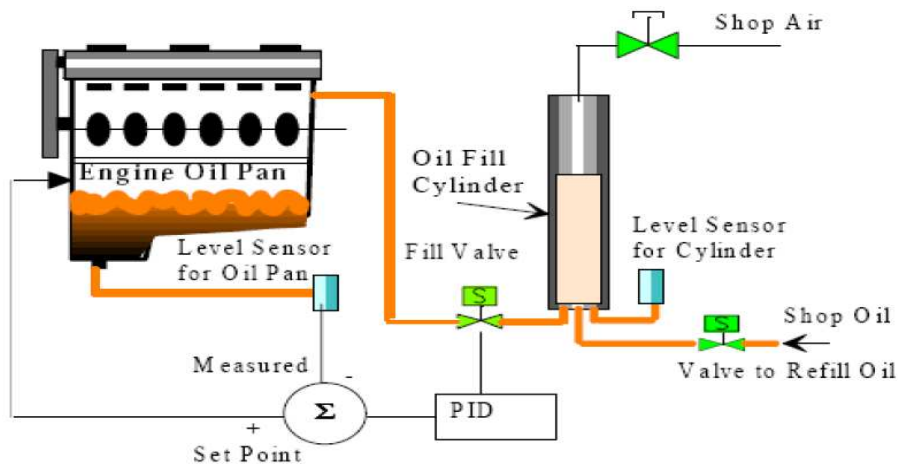 Shop Air
Engine Oil Pan
Oil Fill
Cylinder
Level Sensor
for Oil Pan
Fill Valve
Level Sensor
for Cylinder
S
S
Shop Oil
Measured
Valve to Refill Oil
-
Σ
PID
+
Set Point